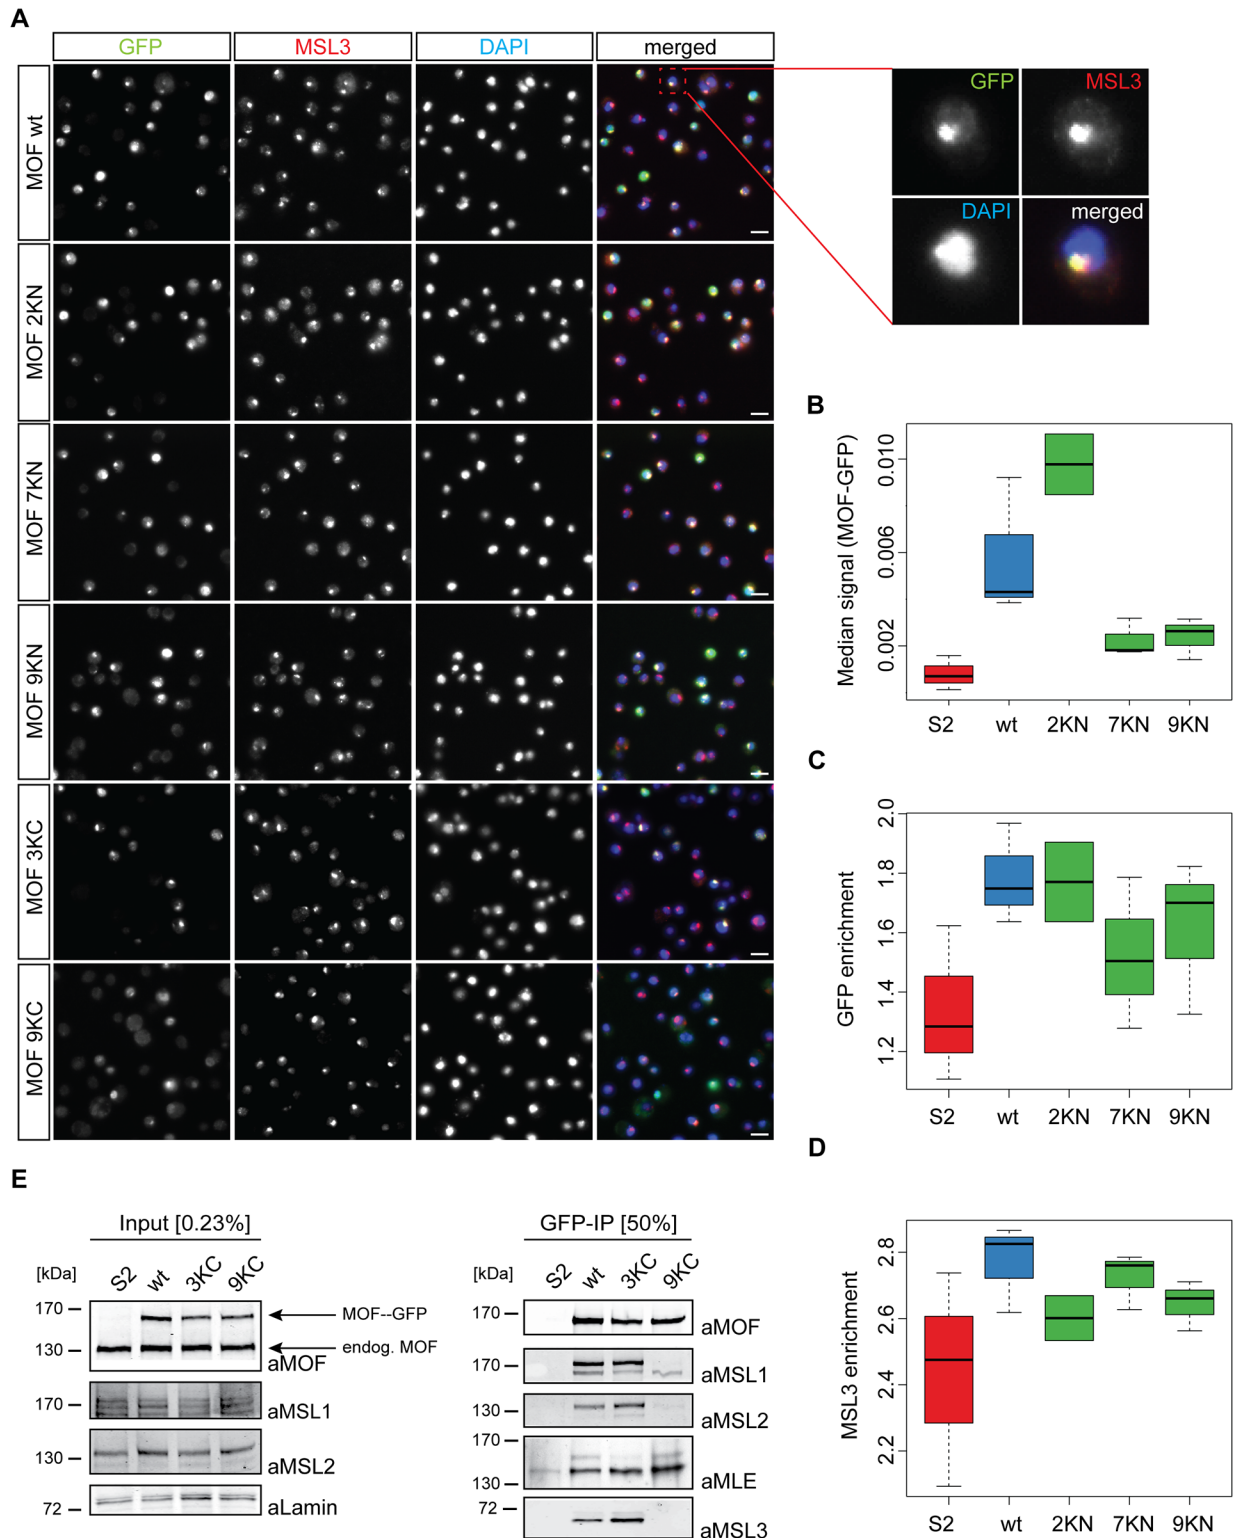 A
GFP
MSL3
DAPI
merged
MOF wt
MOF 2KN
MOF 7KN
MOF 9KN
MOF 3KC
MOF 9KC
GFP
MSL3
DAPI
merged
B
Median signal (MOF-GFP)
0.010
0.006
0.002
S2 wt 2KN 7KN 9KN
C
GFP enrichment
2.0
1.8
1.6
1.4
1.2
S2 wt 2KN 7KN 9KN
D
MSL3 enrichment
2.8
2.6
2.4
2.2
S2 wt 2KN 7KN 9KN
E
Input [0.23%]
[kDa] S2 wt 3KC 9KC
170
MOF--GFP
130
endog. MOF
aMOF
170
aMSL1
130
aMSL2
72
aLamin
GFP-IP [50%]
[kDa] S2 wt 3KC 9KC
170
aMOF
170
aMSL1
130
aMSL2
170
130
aMLE
72
aMSL3